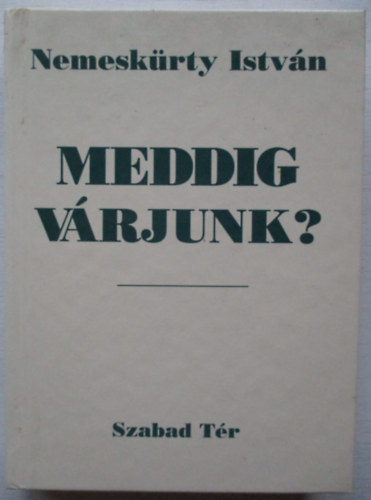 Nemeskürty István
MEDDIG
VÁRJUNK?
Szabad Tér